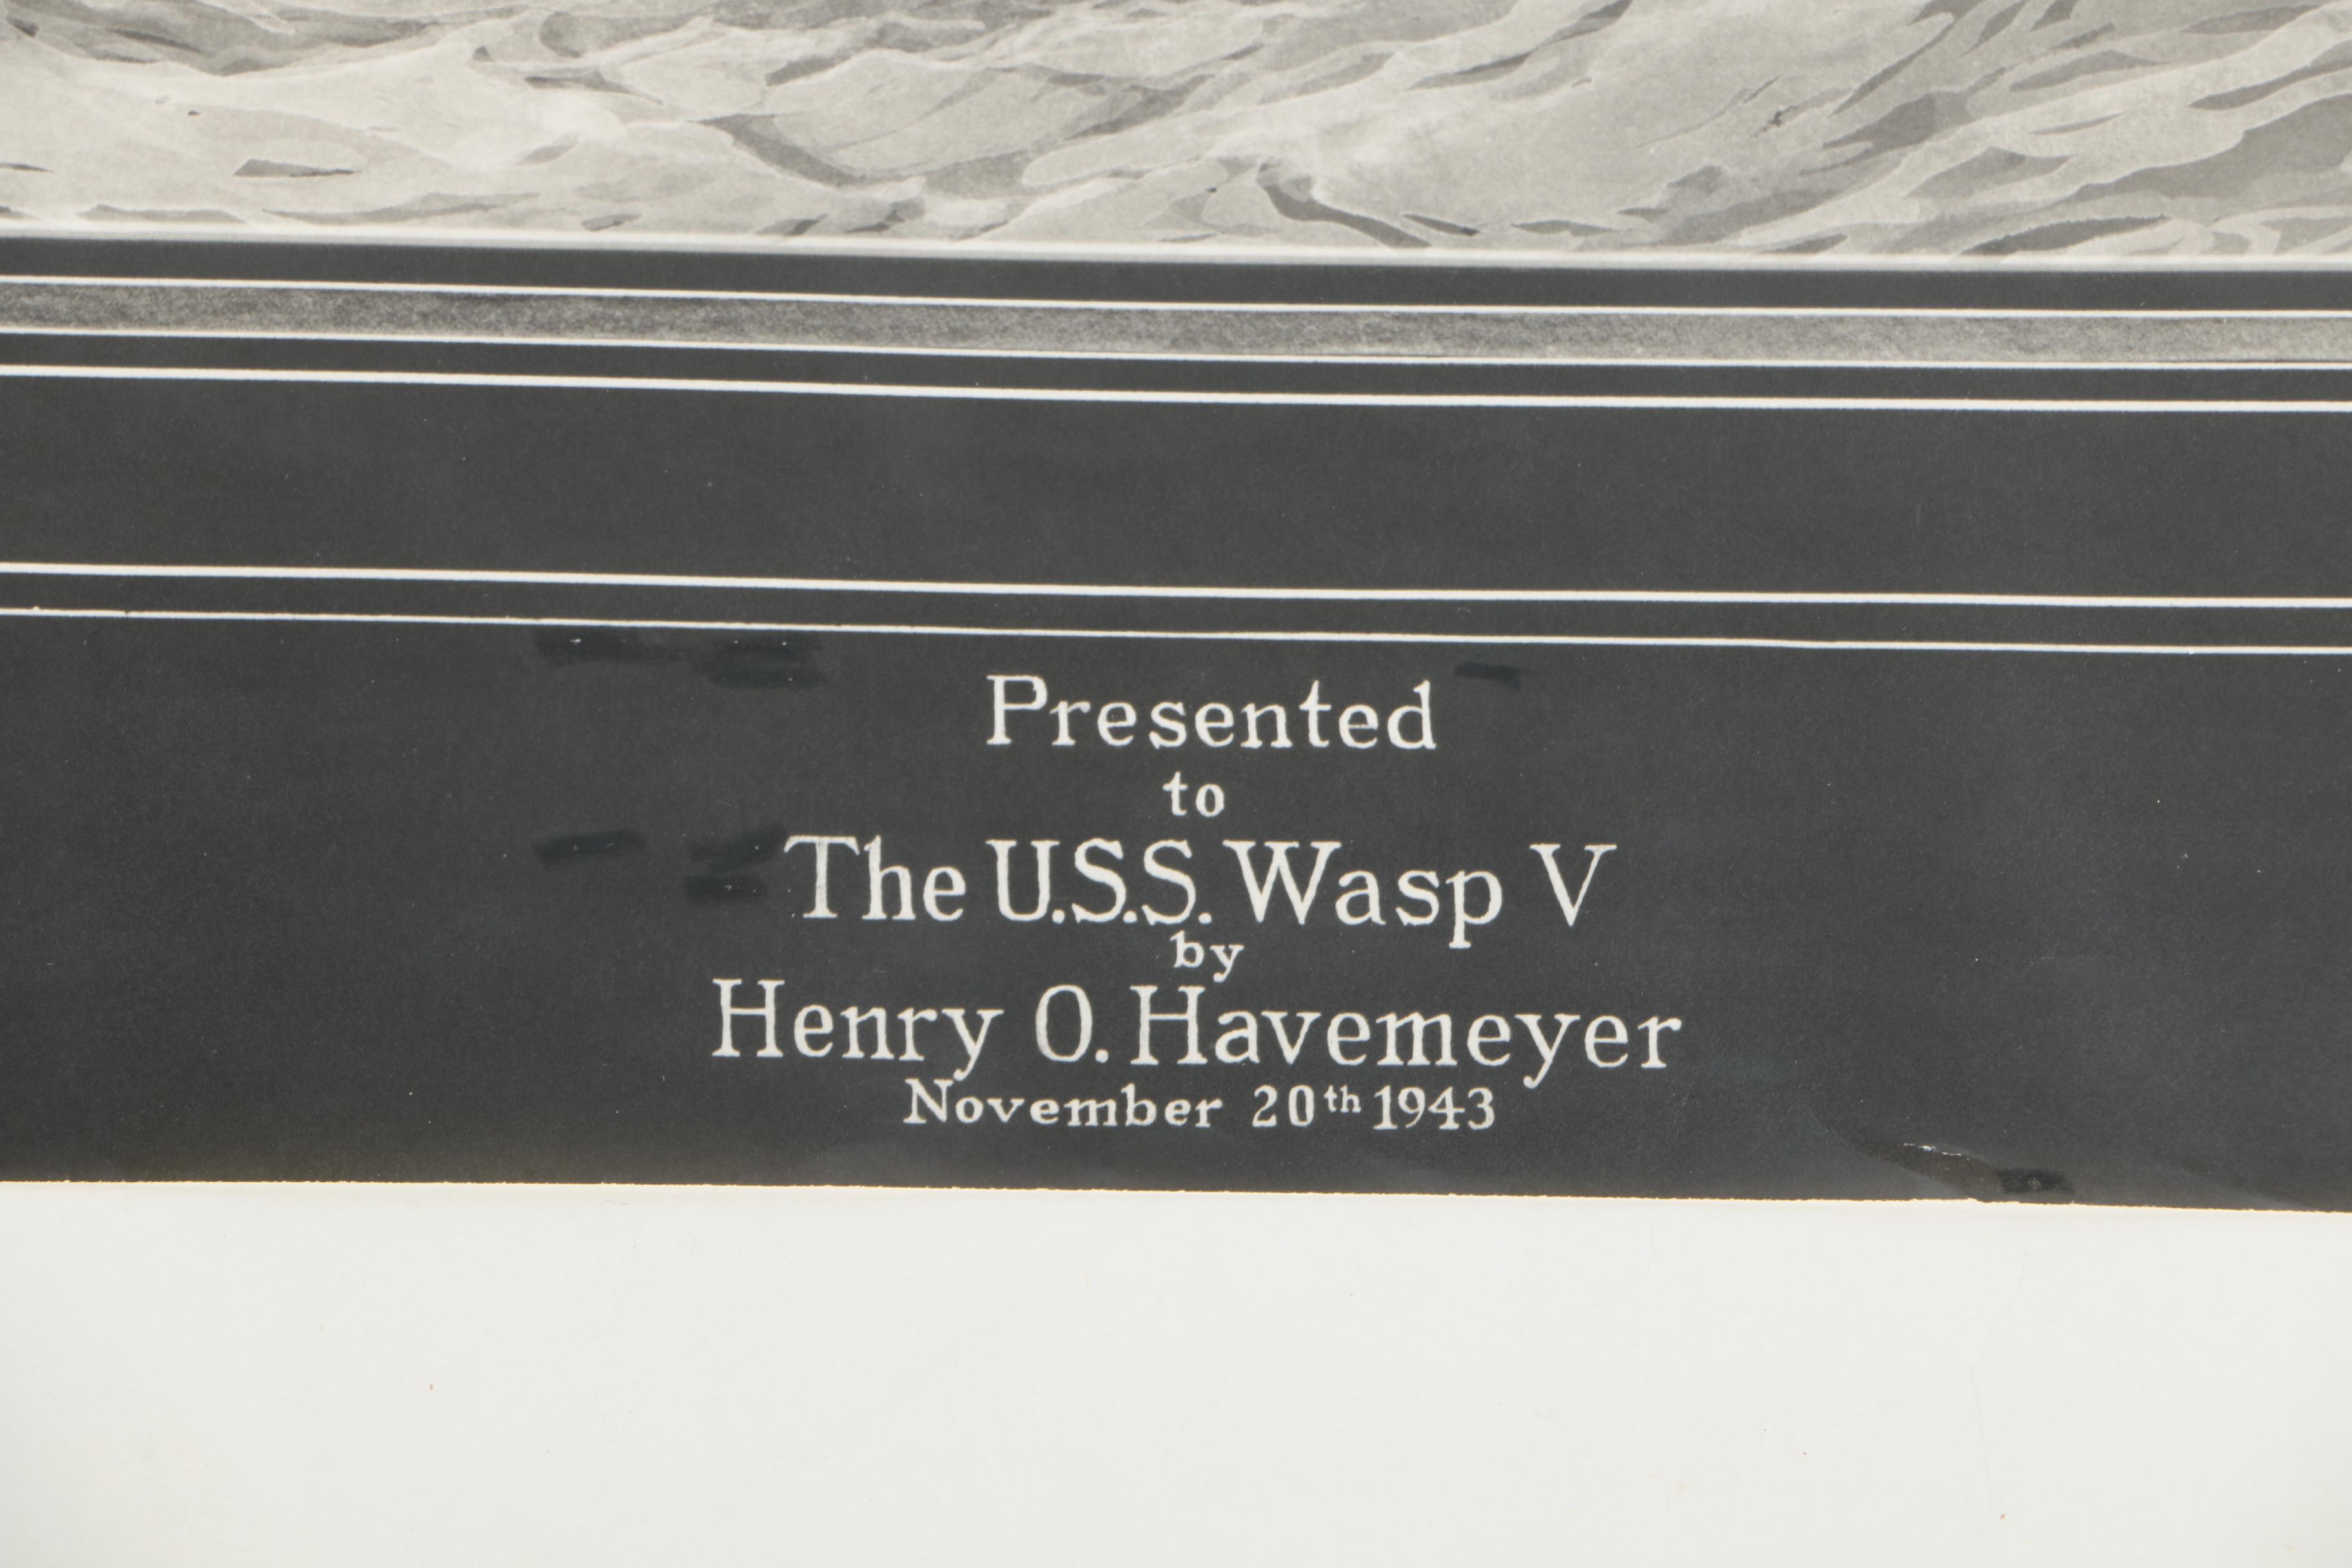 Presented
to
The U.S.S. Wasp V
by
Henry O. Havemeyer
November 20th 1943